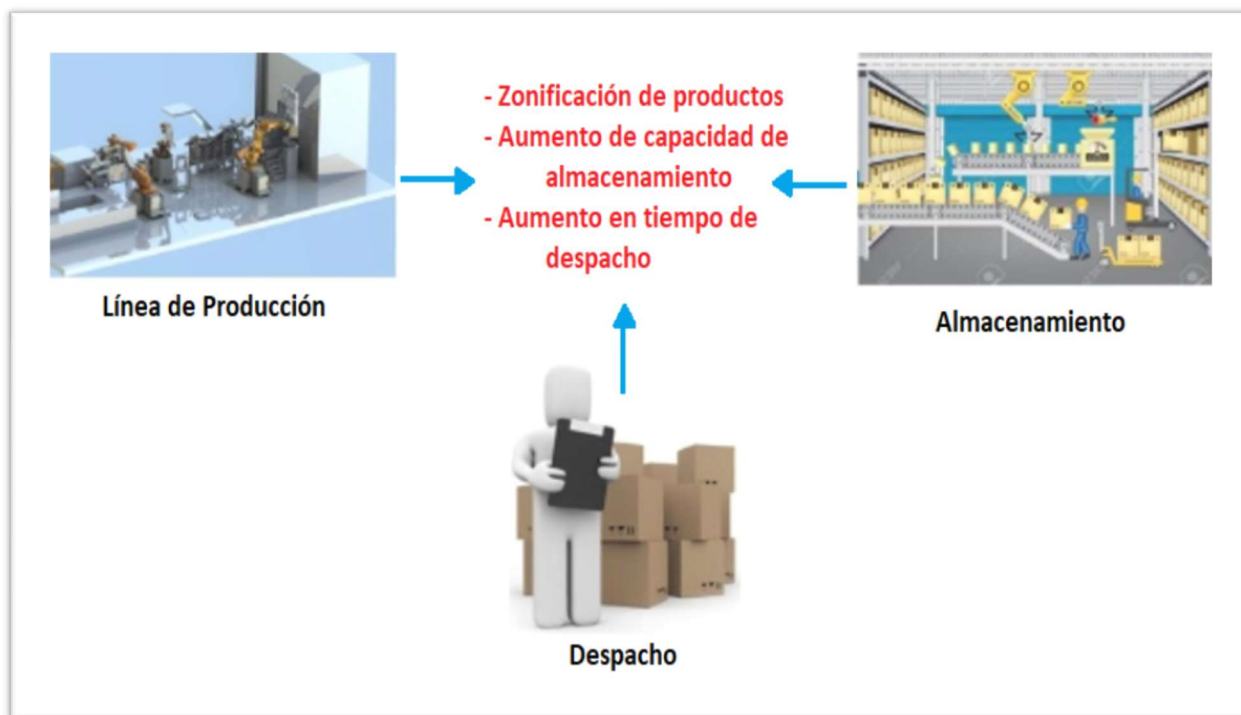 - Zonificación de productos
- Aumento de capacidad de
almacenamiento
- Aumento en tiempo de
despacho
Línea de Producción
Almacenamiento
Despacho